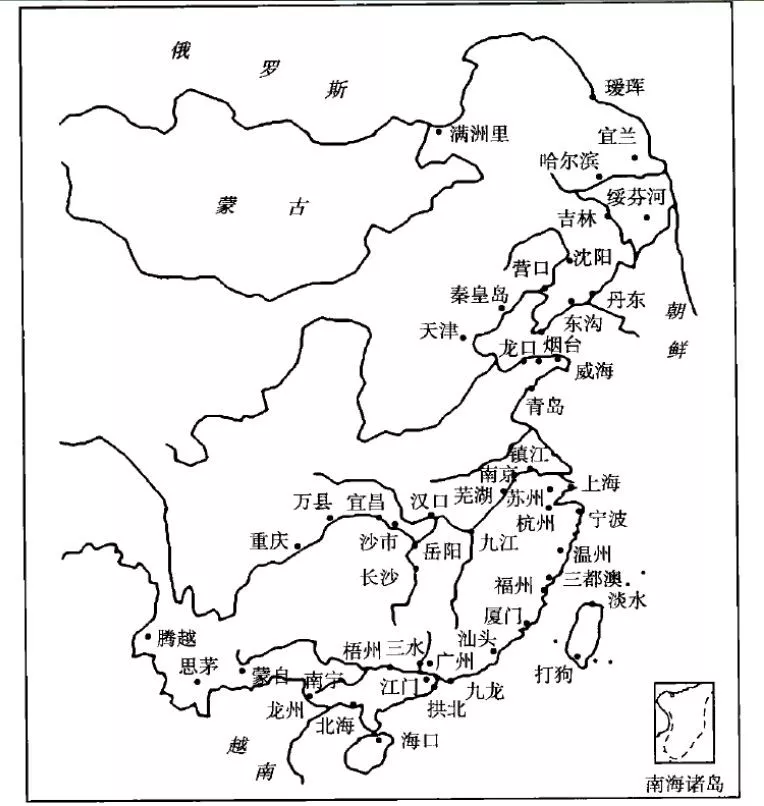 俄罗斯
瑷珲
满洲里
宜兰
哈尔滨
绥芬河
蒙古
吉林
沈阳
营口
秦皇岛
丹东
朝鲜
东沟
天津
龙口
烟台
威海
青岛
镇江
南京
芜湖
苏州
上海
万县
宜昌
汉口
杭州
宁波
重庆
沙市
岳阳
九江
温州
长沙
福州
三都澳
淡水
厦门
腾越
梧州
三水
汕头
广州
思茅
蒙自
南宁
江门
打狗
龙州
拱北
九龙
北海
越南
海口
南海诸岛